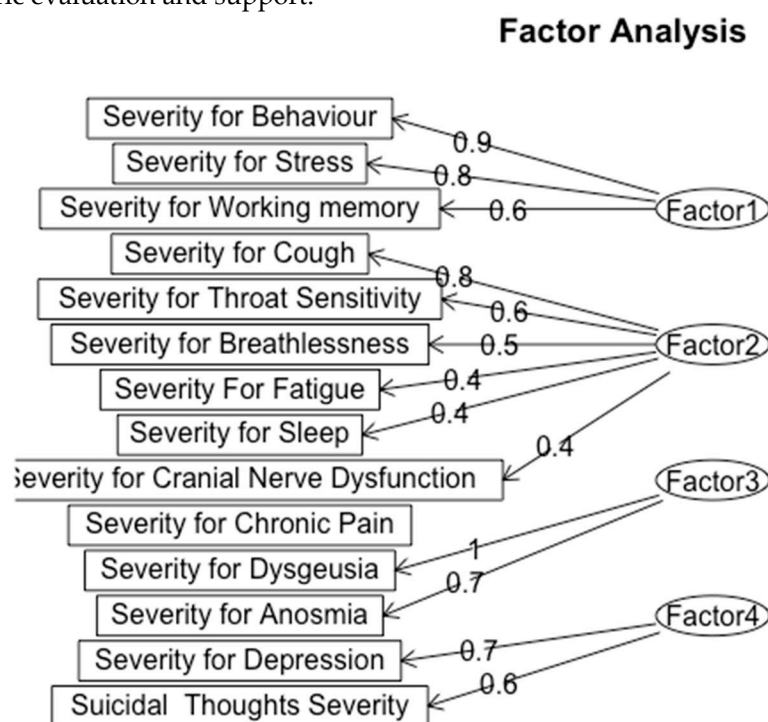 evaluation and support.
Factor Analysis
Severity for Behaviour
0.9
Severity for Stress
0.8
Severity for Working memory
0.6
Factor1
Severity for Cough
0.8
Severity for Throat Sensitivity
0.6
Severity for Breathlessness
0.5
Factor2
Severity For Fatigue
0.4
Severity for Sleep
0.4
Severity for Cranial Nerve Dysfunction
0.4
Factor3
Severity for Chronic Pain
Severity for Dysgeusia
1
Severity for Anosmia
0.7
Factor4
Severity for Depression
0.7
Suicidal Thoughts Severity
0.6